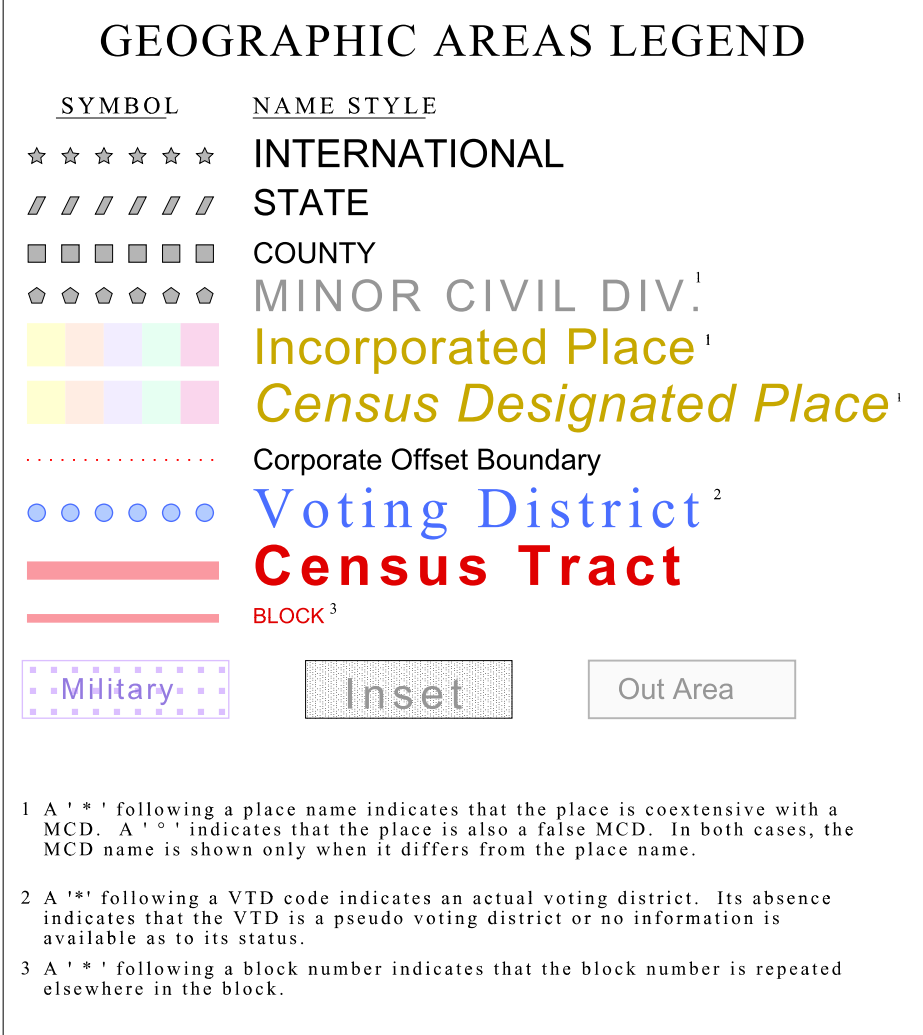 GEOGRAPHIC AREAS LEGEND
SYMBOL NAME STYLE
INTERNATIONAL
STATE
COUNTY
MINOR CIVIL DIV. 1
Incorporated Place 1
Census Designated Place
Corporate Offset Boundary
Voting District 2
Census Tract
BLOCK 3
Military Inset Out Area
1 A ' * ' following a place name indicates that the place is coextensive with a
MCD. A ' ° ' indicates that the place is also a false MCD. In both cases, the
MCD name is shown only when it differs from the place name.
2 A '*' following a VTD code indicates an actual voting district. Its absence
indicates that the VTD is a pseudo voting district or no information is
available as to its status.
3 A ' * ' following a block number indicates that the block number is repeated
elsewhere in the block.